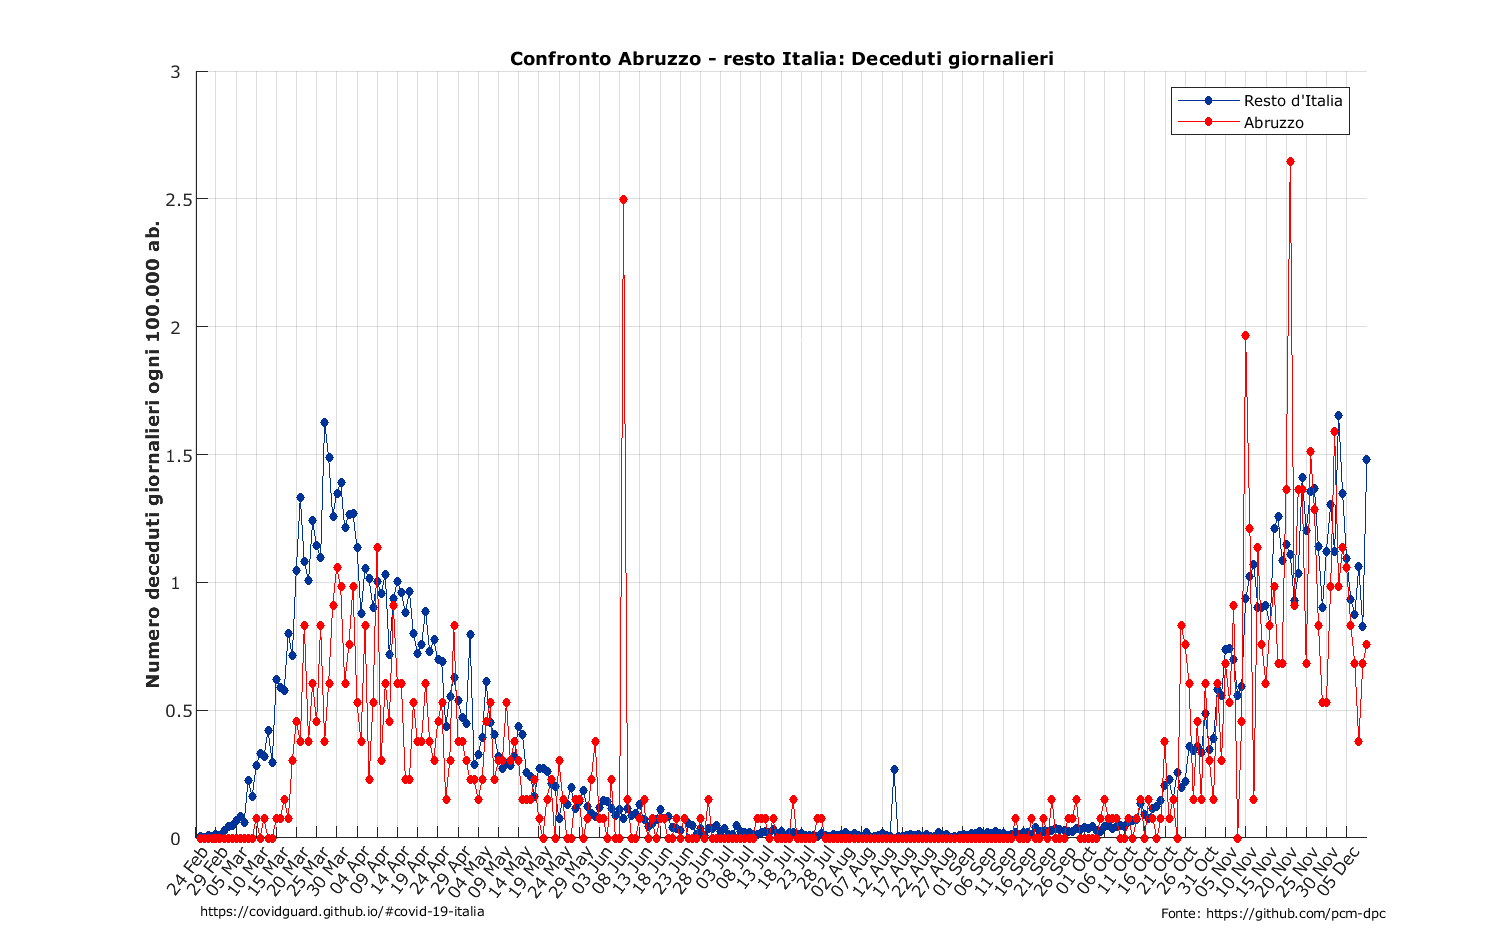 Confronto Abruzzo - resto Italia: Deceduti giornalieri
Resto d'Italia
Abruzzo
Numero deceduti giornalieri ogni 100.000 ab.
3
2.5
2
1.5
1
0.5
0
24 Feb
29 Feb
05 Mar
10 Mar
15 Mar
20 Mar
25 Mar
30 Mar
04 Apr
09 Apr
14 Apr
19 Apr
24 Apr
29 Apr
04 May
09 May
14 May
19 May
24 May
29 May
03 Jun
08 Jun
13 Jun
18 Jun
23 Jun
28 Jun
03 Jul
08 Jul
13 Jul
18 Jul
23 Jul
28 Jul
02 Aug
07 Aug
12 Aug
17 Aug
22 Aug
27 Aug
01 Sep
06 Sep
11 Sep
16 Sep
21 Sep
26 Sep
01 Oct
06 Oct
11 Oct
16 Oct
21 Oct
26 Oct
31 Oct
05 Nov
10 Nov
15 Nov
20 Nov
25 Nov
30 Nov
05 Dec
https://covidguard.github.io/#covid-19-italia
Fonte: https://github.com/pcm-dpc